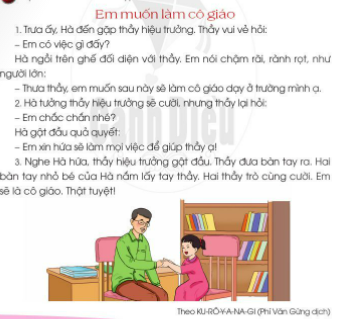 Em muốn làm cô giáo
1. Trưa ấy, Hà đến gặp thầy hiệu trưởng. Thầy vui vẻ hỏi:
- Em có việc gì đấy?
Hà ngồi trên ghế đối diện với thầy. Em nói chậm rãi, rành rọt, như
người lớn:
- Thưa thầy, em muốn sau này sẽ làm cô giáo dạy ở trường mình ạ.
2. Hà tưởng thầy hiệu trưởng sẽ cười, nhưng thầy lại hỏi:
- Em chắc chắn nhé?
Hà gật đầu quả quyết:
- Em xin hứa sẽ làm mọi việc để giúp thầy ạ!
3. Nghe Hà hứa, thầy hiệu trưởng gật đầu. Thầy đưa bàn tay ra. Hai
bàn tay nhỏ bé của Hà nắm lấy tay thầy. Hai thầy trò cùng cười. Em
sẽ là cô giáo. Thật tuyệt!
Cánh Diều
Theo KU-RÔ-Y-A-NA-GI (Phí Văn Gừng dịch)